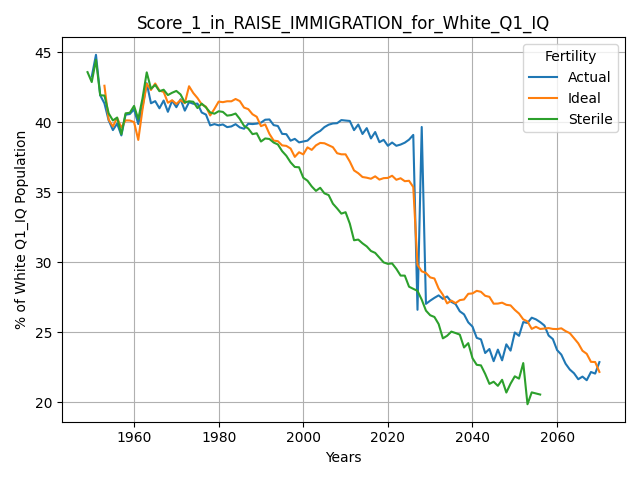 Score_1_in_RAISE_IMMIGRATION_for_White_Q1_IQ
Fertility
Actual
Ideal
Sterile
% of White Q1_IQ Population
45
40
35
30
25
20
1960
1980
2000
2020
2040
2060
Years